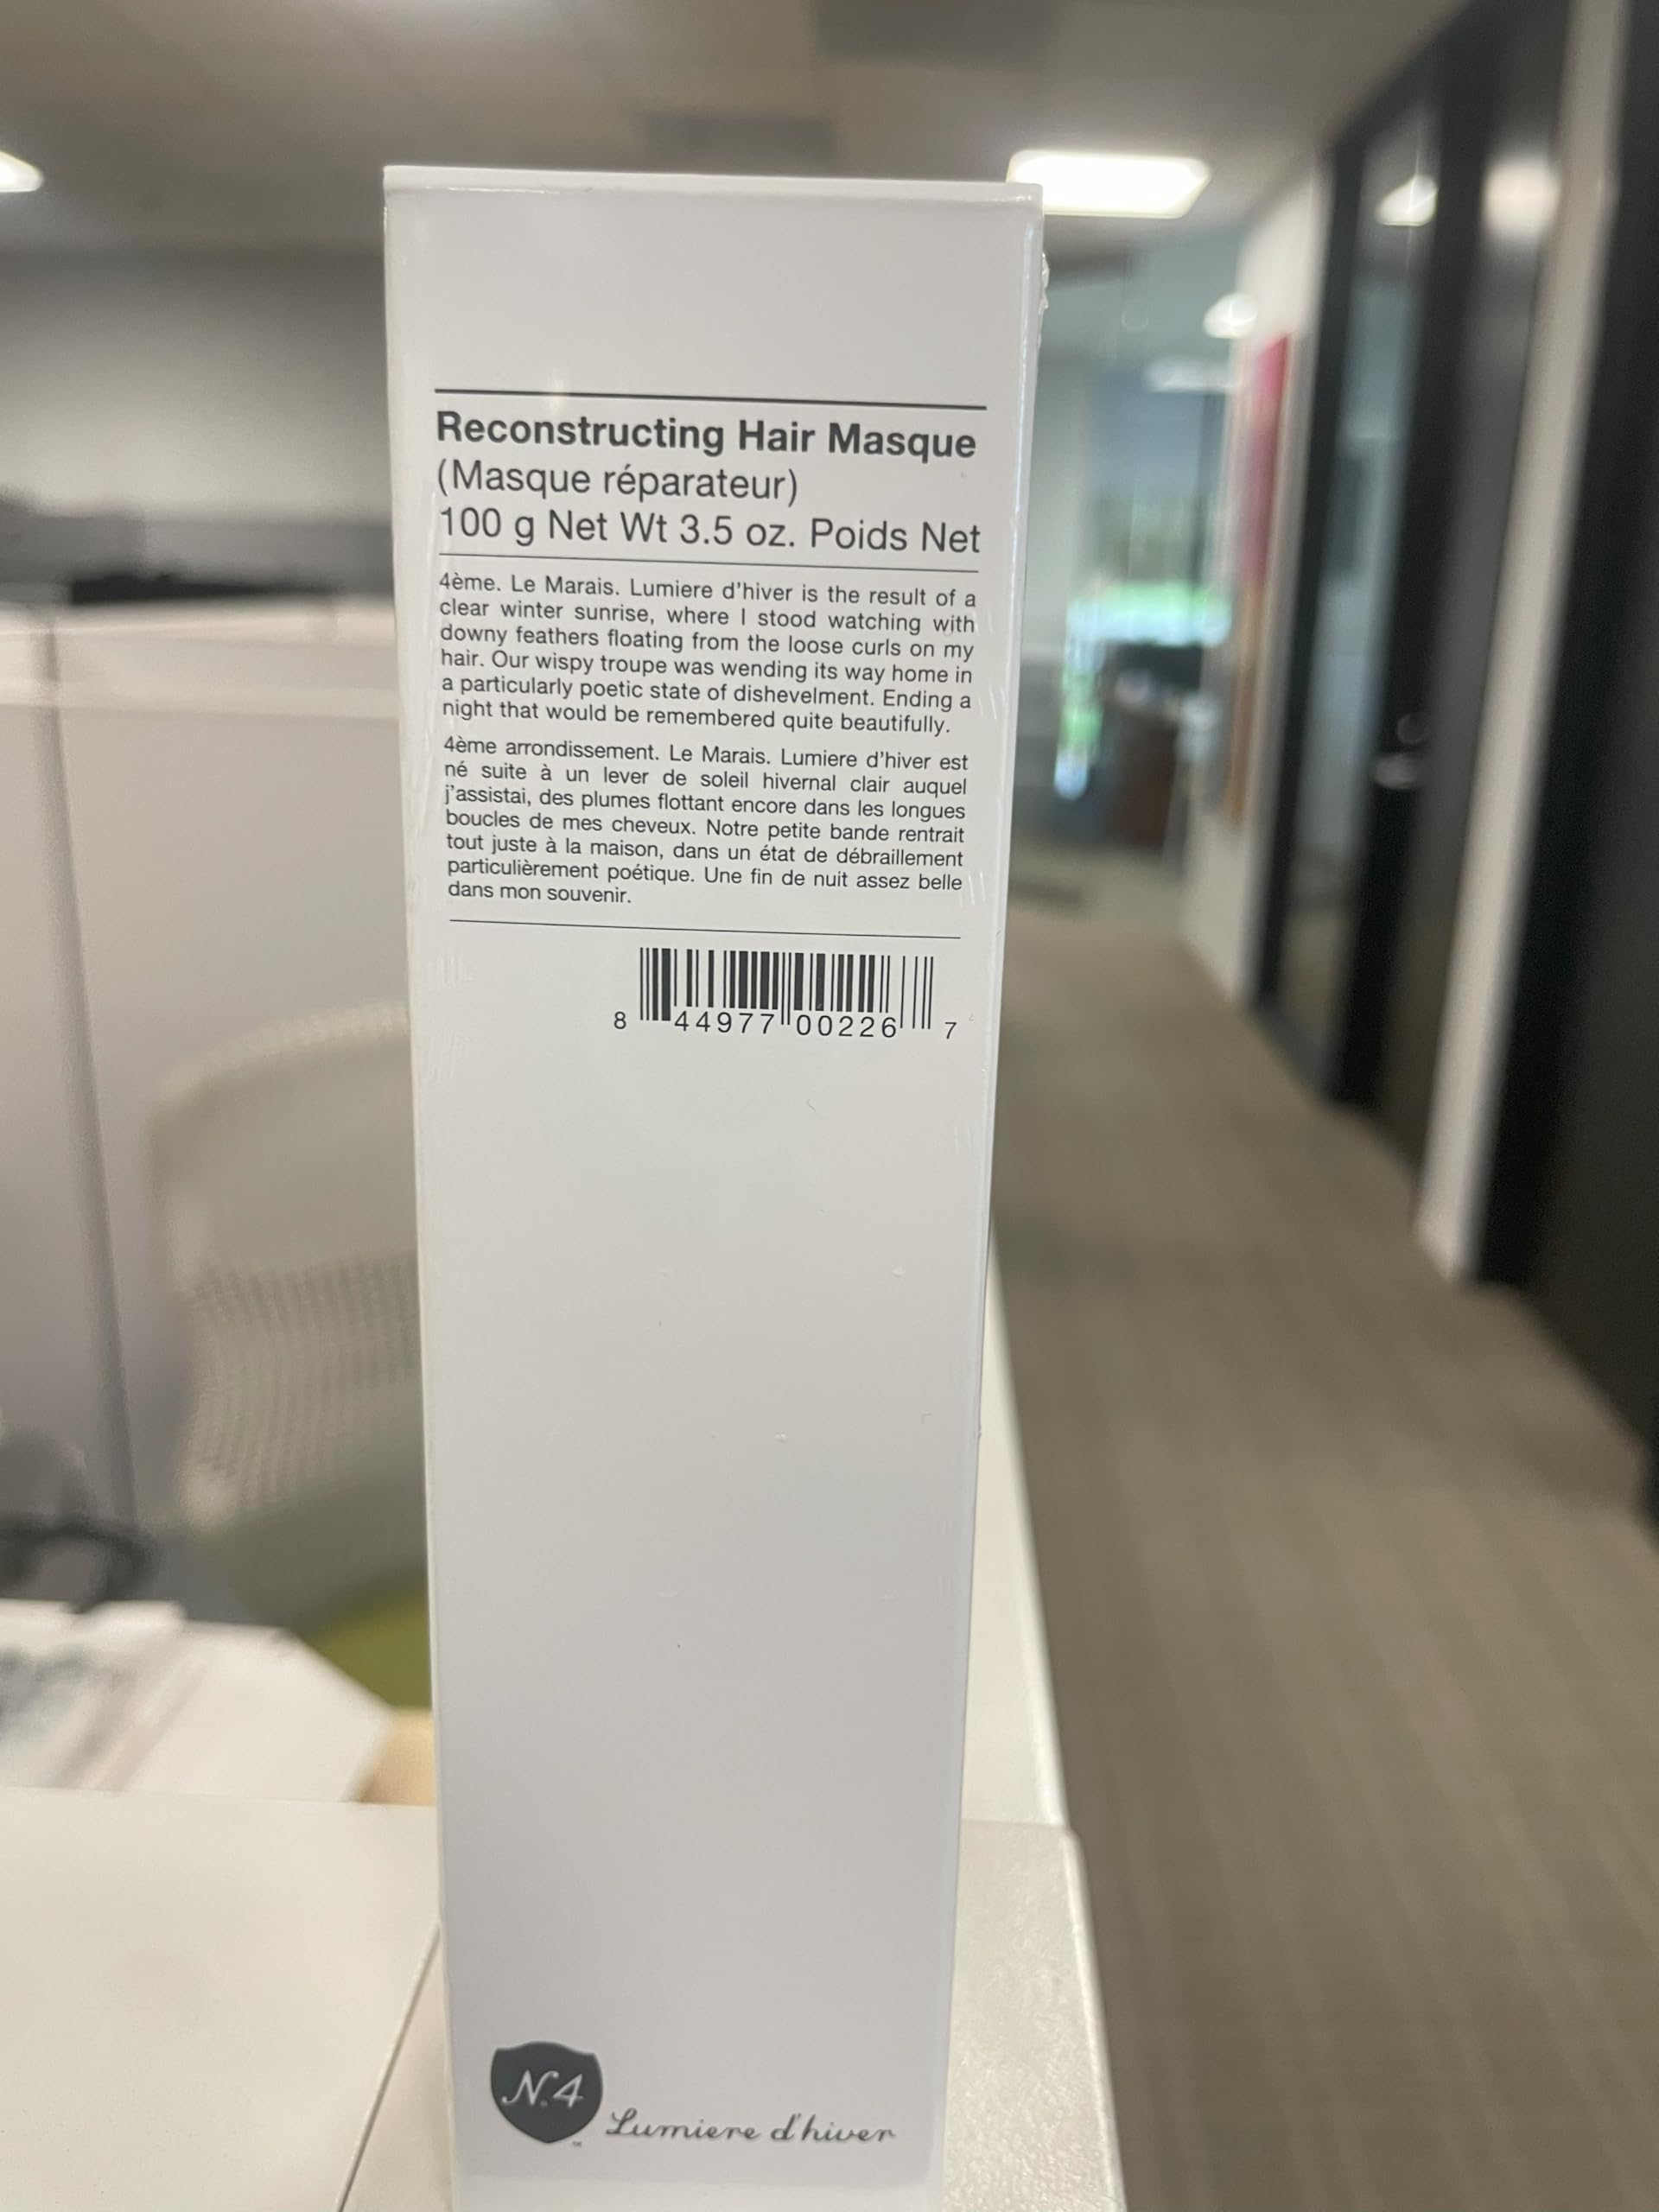 Reconstructing Hair Masque
(Masque réparateur)
100 g Net Wt 3.5 oz. Poids Net
4ème. Le Marais. Lumiere d'hiver is the result of a
clear winter sunrise, where I stood watching with
downy feathers floating from the loose curls on my
hair. Our wispy troupe was wending its way home in
a particularly poetic state of dishevelment. Ending a
night that would be remembered quite beautifully.
4ème arrondissement. Le Marais. Lumiere d'hiver est
né suite à un lever de soleil hivernal clair auquel
j'assistai, des plumes flottant encore dans les longues
boucles de mes cheveux. Notre petite bande rentrait
tout juste à la maison, dans un état de débraillement
particulièrement poétique. Une fin de nuit assez belle
dans mon souvenir.
8 44977 00226 7
N.4
Lumiere d'hiver